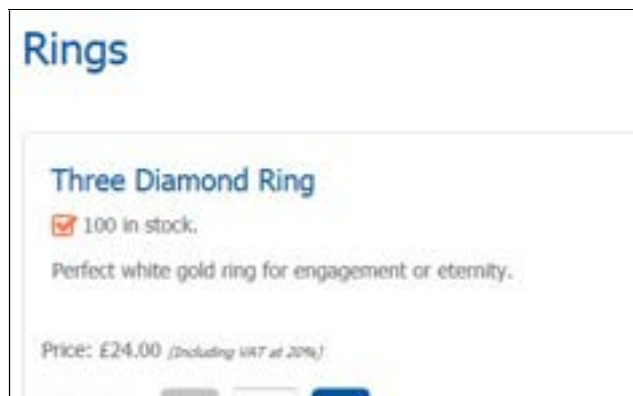 Rings
Three Diamond Ring
100 in stock.
Perfect white gold ring for engagement or eternity.
Price: £24.00 (Including VAT at 20%)